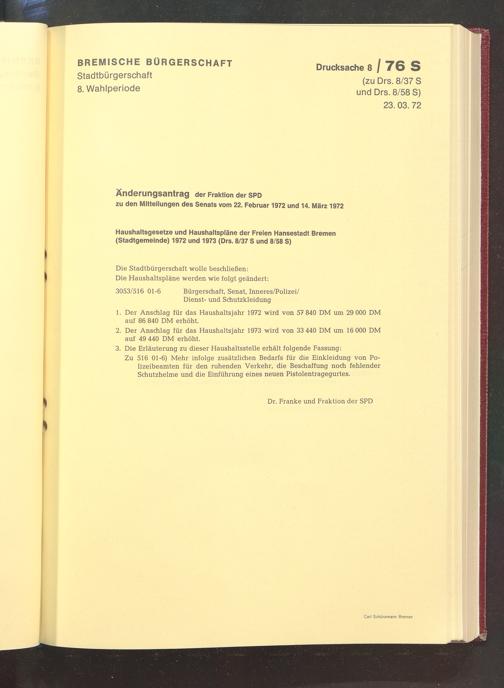 BREMISCHE BÜRGERSCHAFT
Stadtbürgerschaft
8. Wahlperiode
Drucksache 8 / 76 S
(zu Drs. 8/37 S
und Drs. 8/58 S)
23. 03. 72
Änderungsantrag der Fraktion der SPD
zu den Mitteilungen des Senats vom 22. Februar 1972 und 14. März 1972
Haushaltsgesetze und Haushaltspläne der Freien Hansestadt Bremen
(Stadtgemeinde) 1972 und 1973 (Drs. 8/37 S und 8/58 S)
Die Stadtbürgerschaft wolle beschließen:
Die Haushaltspläne werden wie folgt geändert:
3053/516 01-6 Bürgerschaft, Senat, Inneres/Polizei/
Dienst- und Schutzkleidung
1. Der Anschlag für das Haushaltsjahr 1972 wird von 57 840 DM um 29 000 DM
auf 86 840 DM erhöht.
2. Der Anschlag für das Haushaltsjahr 1973 wird von 33 440 DM um 16 000 DM
auf 49 440 DM erhöht.
3. Die Erläuterung zu dieser Haushaltsstelle erhält folgende Fassung:
Zu 516 01-6) Mehr infolge zusätzlichen Bedarfs für die Einkleidung von Po-
lizeibeamten für den ruhenden Verkehr, die Beschaffung noch fehlender
Schutzhelme und die Einführung eines neuen Pistolentragegurtes.
Dr. Franke und Fraktion der SPD
Carl Schünemann Bremen